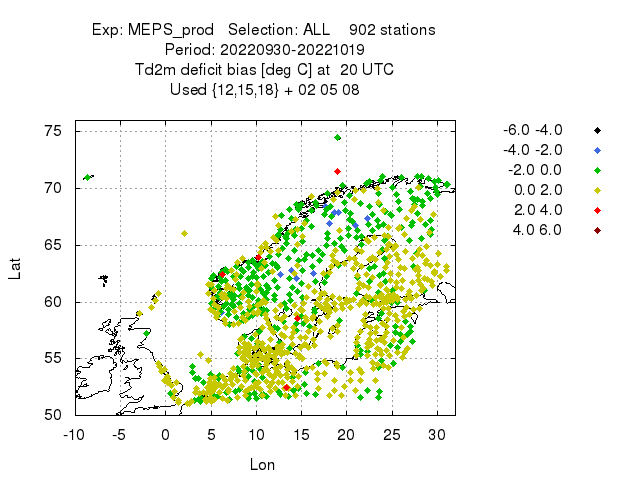 Exp: MEPS_prod   Selection: ALL    902 stations
Period: 20220930-20221019
Td2m deficit bias [deg C] at  20 UTC
Used {12,15,18} + 02 05 08
-6.0 -4.0
-4.0 -2.0
-2.0 0.0
0.0 2.0
2.0 4.0
4.0 6.0
75
70
65
60
55
50
Lat
-10 -5 0 5 10 15 20 25 30
Lon